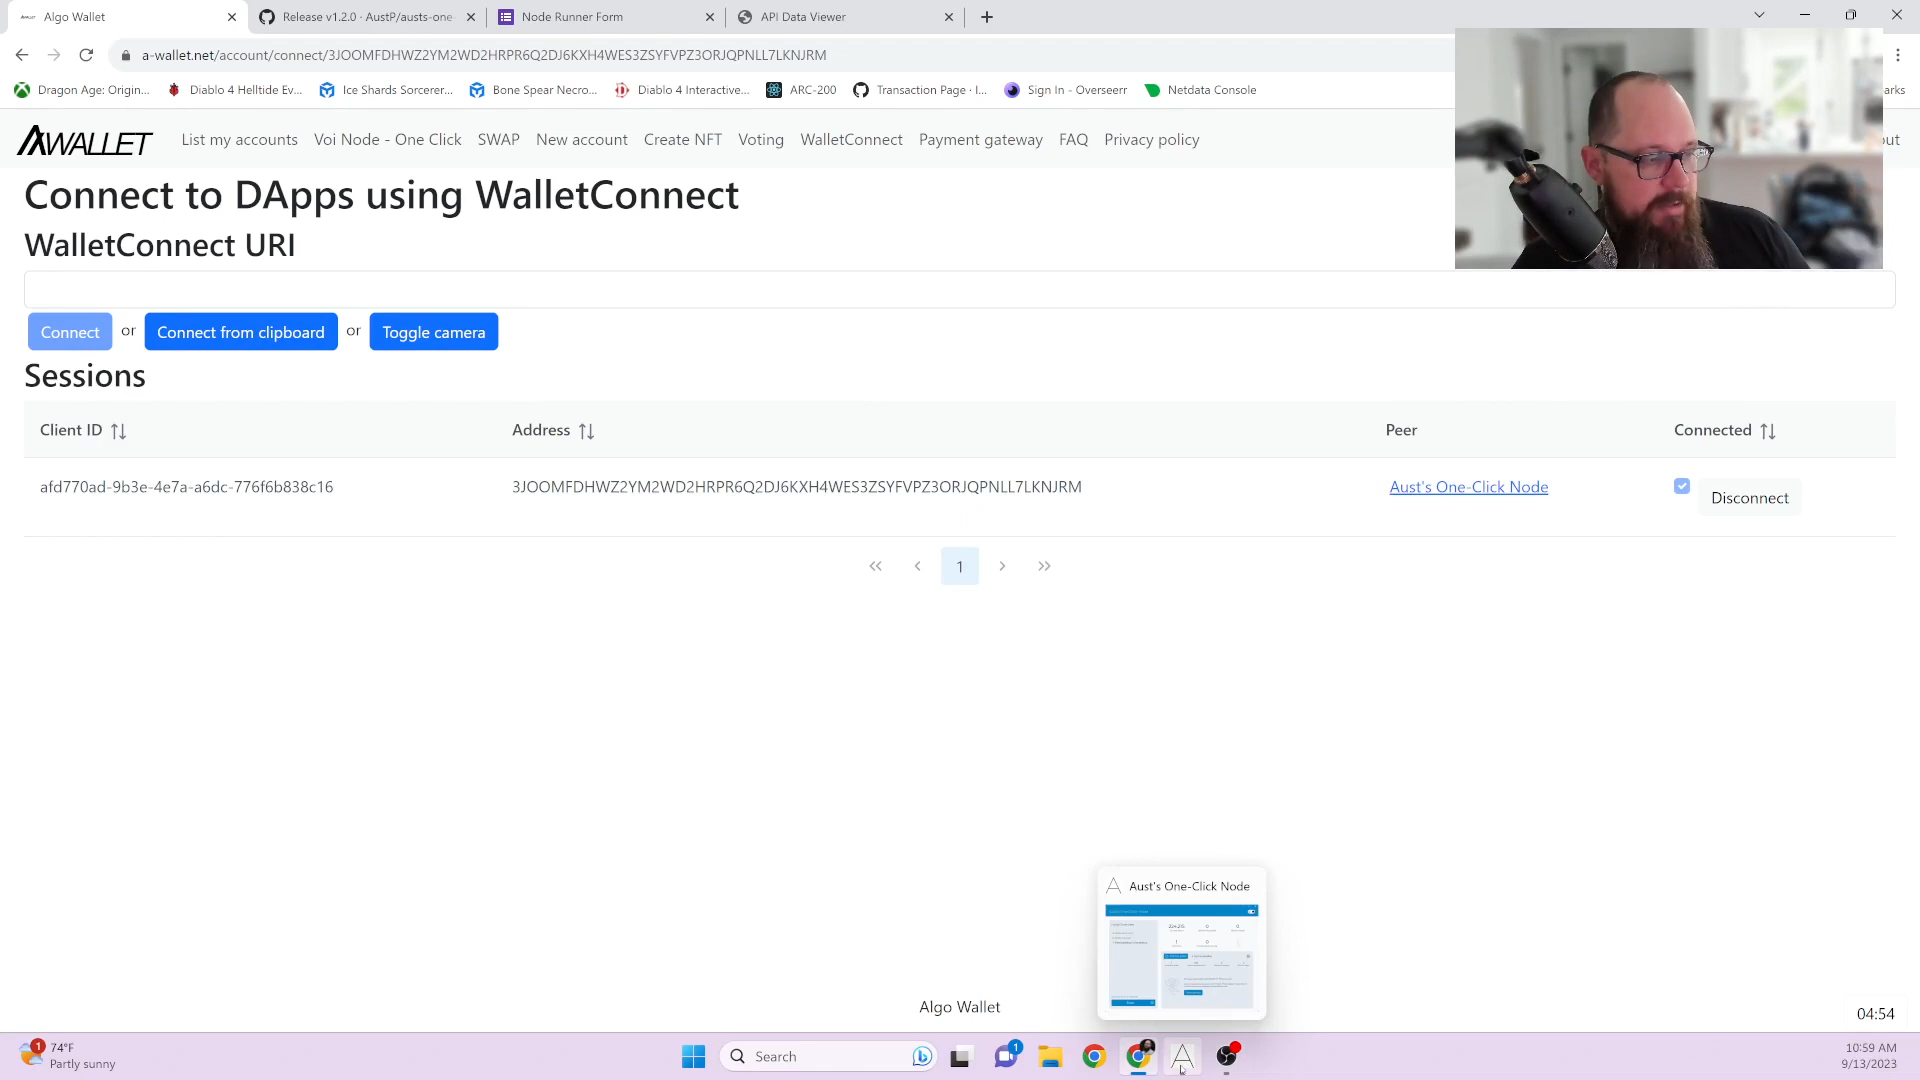 Algo Wallet
Release v1.2.0 · AustP/austs-one-
Node Runner Form
API Data Viewer
a-wallet.net/account/connect/3JOOMFDHWZ2YM2WD2HRPR6Q2DJ6KXH4WES3ZSYFVPZ3ORJQPNLL7LKNJRM
Dragon Age: Origin...
Diablo 4 Helltide Ev...
Ice Shards Sorcerer...
Bone Spear Necro...
Diablo 4 Interactive...
ARC-200
Transaction Page · I...
Sign In - Overseerr
Netdata Console
arks
AWALLET
List my accounts
Voi Node - One Click
SWAP
New account
Create NFT
Voting
WalletConnect
Payment gateway
FAQ
Privacy policy
out
Connect to DApps using WalletConnect
WalletConnect URI
Connect or Connect from clipboard or Toggle camera
Sessions
Client ID
Address
Peer
Connected
afd770ad-9b3e-4e7a-a6dc-776f6b838c16
3JOOMFDHWZ2YM2WD2HRPR6Q2DJ6KXH4WES3ZSYFVPZ3ORJQPNLL7LKNJRM
Aust's One-Click Node
Disconnect
1
Aust's One-Click Node
Algo Wallet
04:54
1
74°F
Partly sunny
Search
1
10:59 AM
9/13/2023